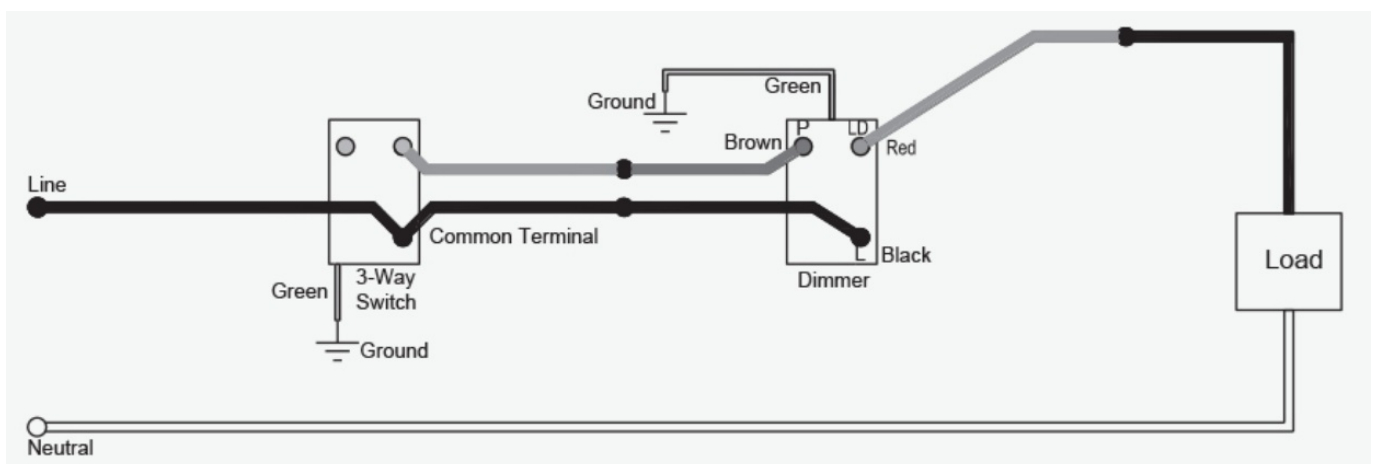 Line
Common Terminal
Green
3-Way
Switch
Ground
Ground
Green
Brown
P
LD
Red
L
Black
Dimmer
Load
Neutral